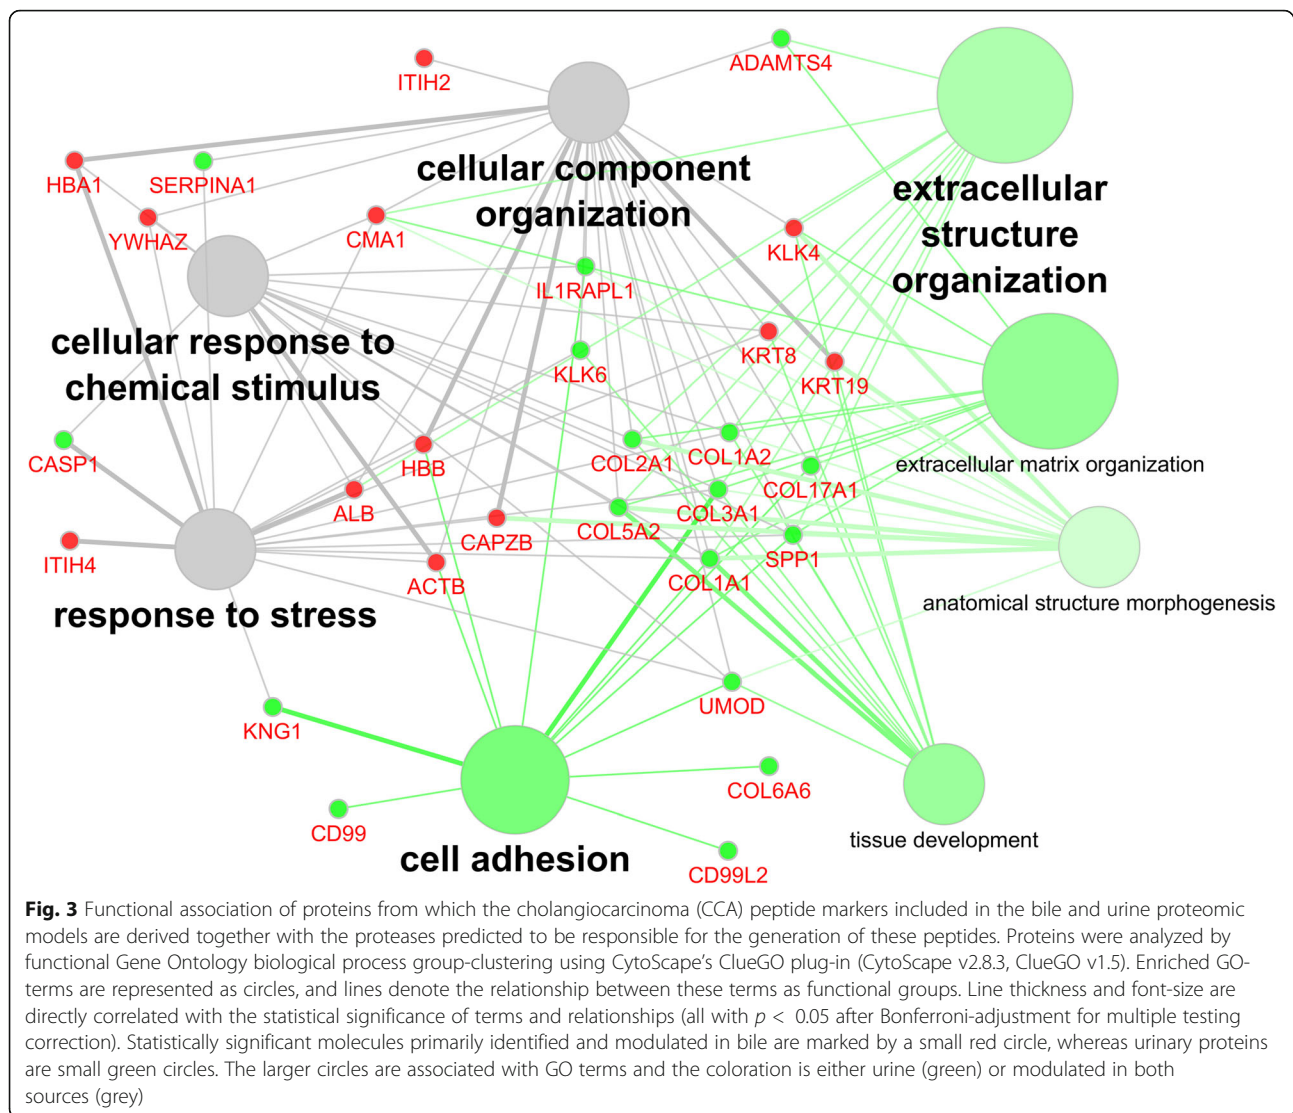 ADAMTS4
ITIH2
cellular component
organization
extracellular
structure
organization
HBA1
SERPINA1
YWHAZ
CMA1
KLK4
IL1RAPL1
cellular response to
chemical stimulus
KRT8
KLK6
KRT19
CASP1
HBB
COL2A1
COL1A2
COL17A1
extracellular matrix organization
ALB
COL3A1
COL5A2
CAPZB
ITIH4
SPP1
ACTB
COL1A1
response to stress
anatomical structure morphogenesis
UMOD
KNG1
COL6A6
CD99
tissue development
cell adhesion
CD99L2
Fig. 3 Functional association of proteins from which the cholangiocarcinoma (CCA) peptide markers included in the bile and urine proteomic
models are derived together with the proteases predicted to be responsible for the generation of these peptides. Proteins were analyzed by
functional Gene Ontology biological process group-clustering using CytoScape's ClueGO plug-in (CytoScape v2.8.3, ClueGO v1.5). Enriched GO-
terms are represented as circles, and lines denote the relationship between these terms as functional groups. Line thickness and font-size are
directly correlated with the statistical significance of terms and relationships (all with p < 0.05 after Bonferroni-adjustment for multiple testing
correction). Statistically significant molecules primarily identified and modulated in bile are marked by a small red circle, whereas urinary proteins
are small green circles. The larger circles are associated with GO terms and the coloration is either urine (green) or modulated in both
sources (grey)